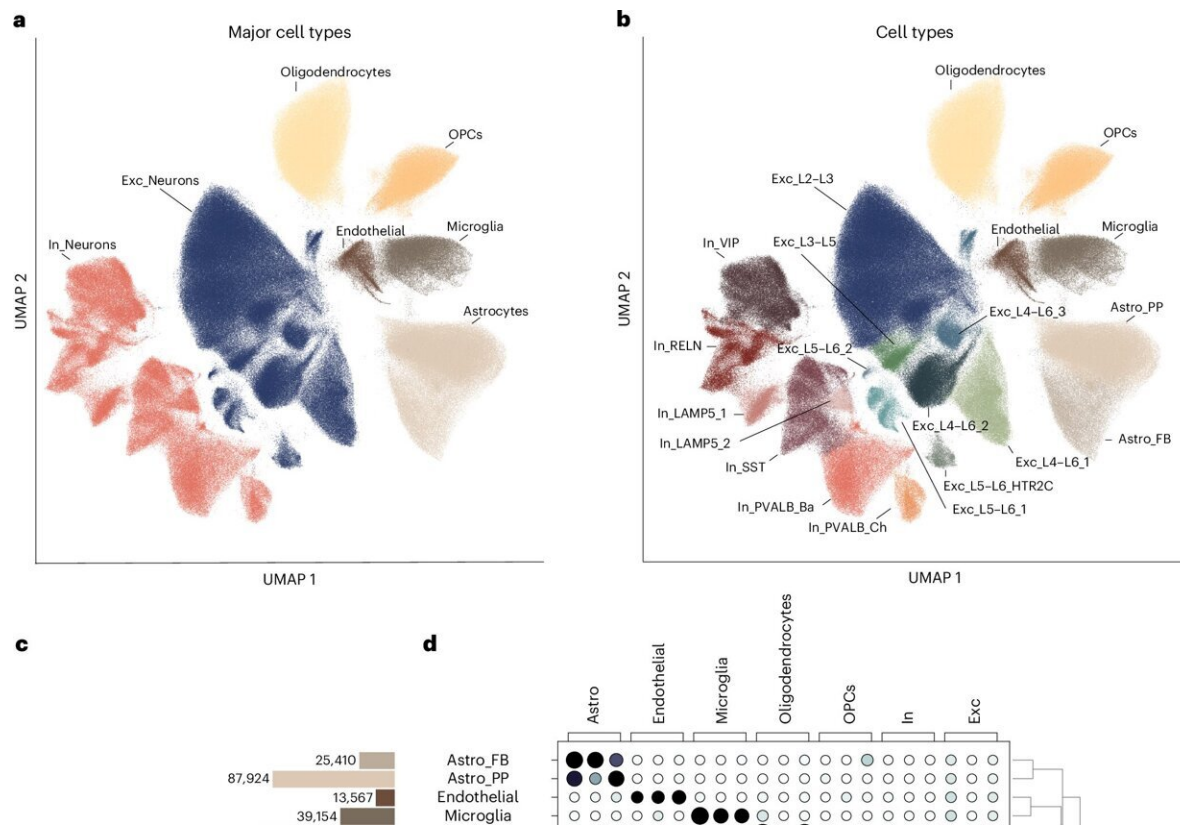 a
Major cell types
Oligodendrocytes
OPCs
Exc_Neurons
Endothelial
Microglia
In_Neurons
Astrocytes
UMAP 2
UMAP 1
b
Cell types
Oligodendrocytes
OPCs
Exc_L2–L3
Endothelial
Microglia
In_VIP
Exc_L3–L5
Exc_L4–L6_3
Astro_PP
In_RELN
Exc_L5–L6_2
In_LAMP5_1
Exc_L4–L6_2
Astro_FB
In_LAMP5_2
In_SST
Exc_L4–L6_1
Exc_L5–L6_HTR2C
In_PVALB_Ba
Exc_L5–L6_1
In_PVALB_Ch
UMAP 2
UMAP 1
c
25,410
87,924
13,567
39,154
d
Astro
Endothelial
Microglia
Oligodendrocytes
OPCs
In
Exc
Astro_FB
Astro_PP
Endothelial
Microglia